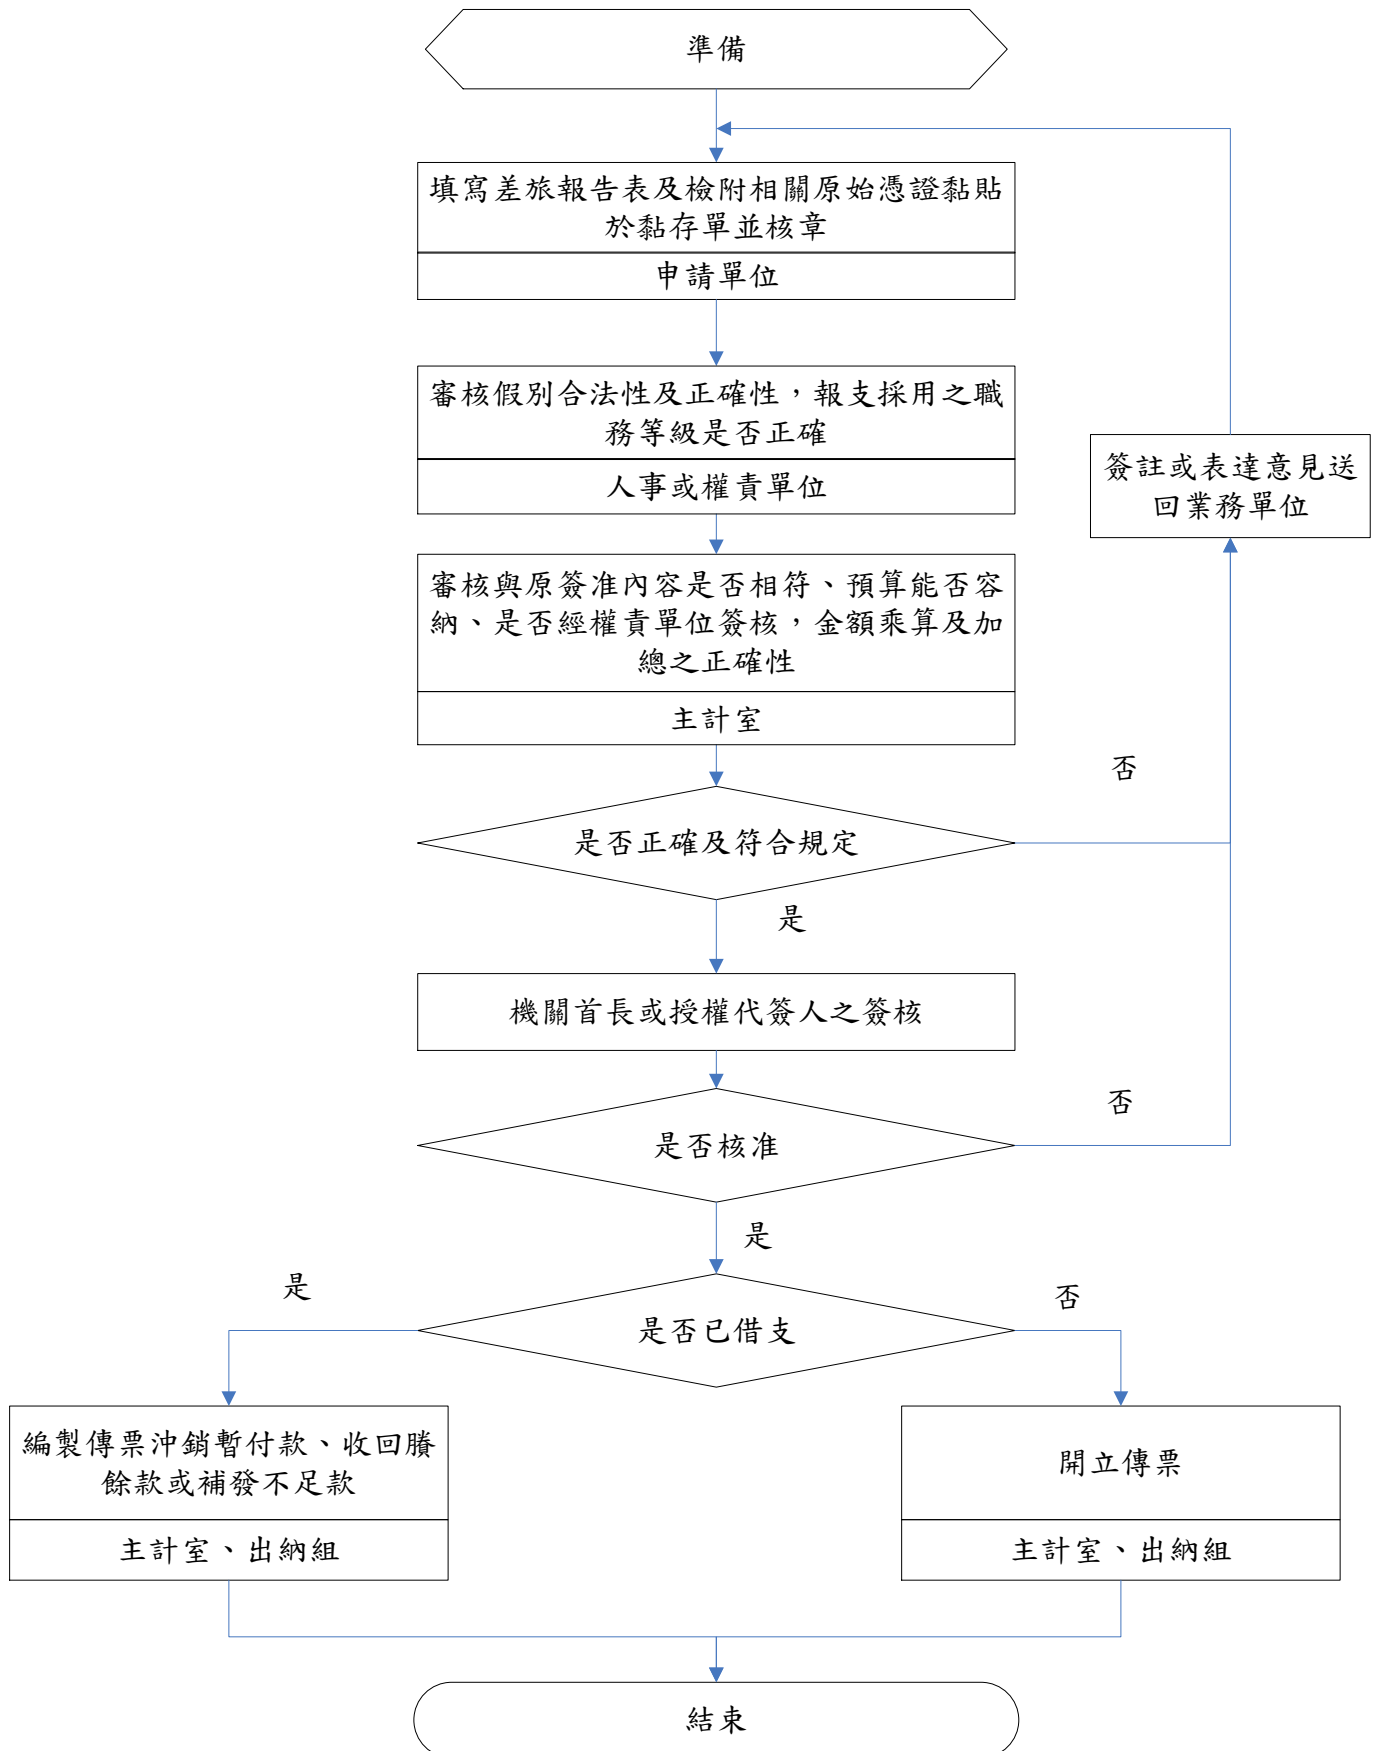 準備
填寫差旅報告表及檢附相關原始憑證黏貼
於黏存單並核章
申請單位
審核假別合法性及正確性，報支採用之職
務等級是否正確
人事或權責單位
簽註或表達意見送
回業務單位
審核與原簽准內容是否相符、預算能否容
納、是否經權責單位簽核，金額乘算及加
總之正確性
主計室
否
是否正確及符合規定
是
機關首長或授權代簽人之簽核
否
是否核准
是
是
否
是否已借支
編製傳票沖銷暫付款、收回賸
餘款或補發不足款
主計室、出納組
開立傳票
主計室、出納組
結束